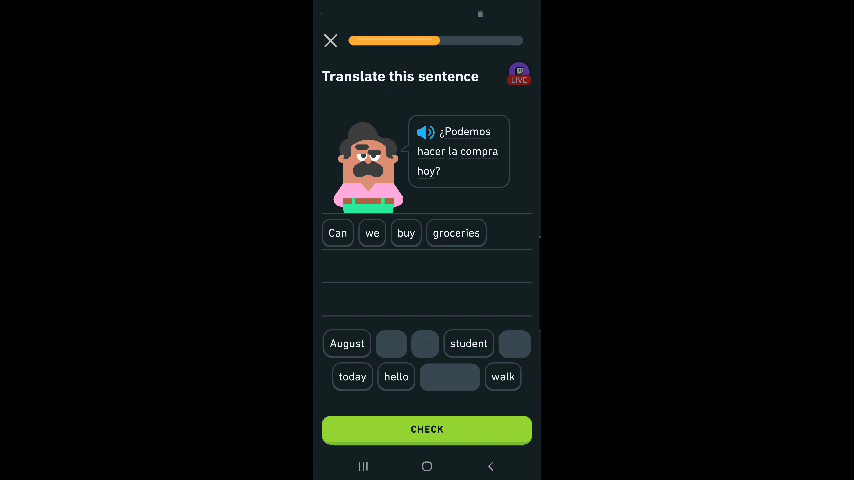 Translate this sentence
LIVE
¿Podemos
hacer la compra
hoy?
Can we buy groceries
August student
today hello walk
CHECK